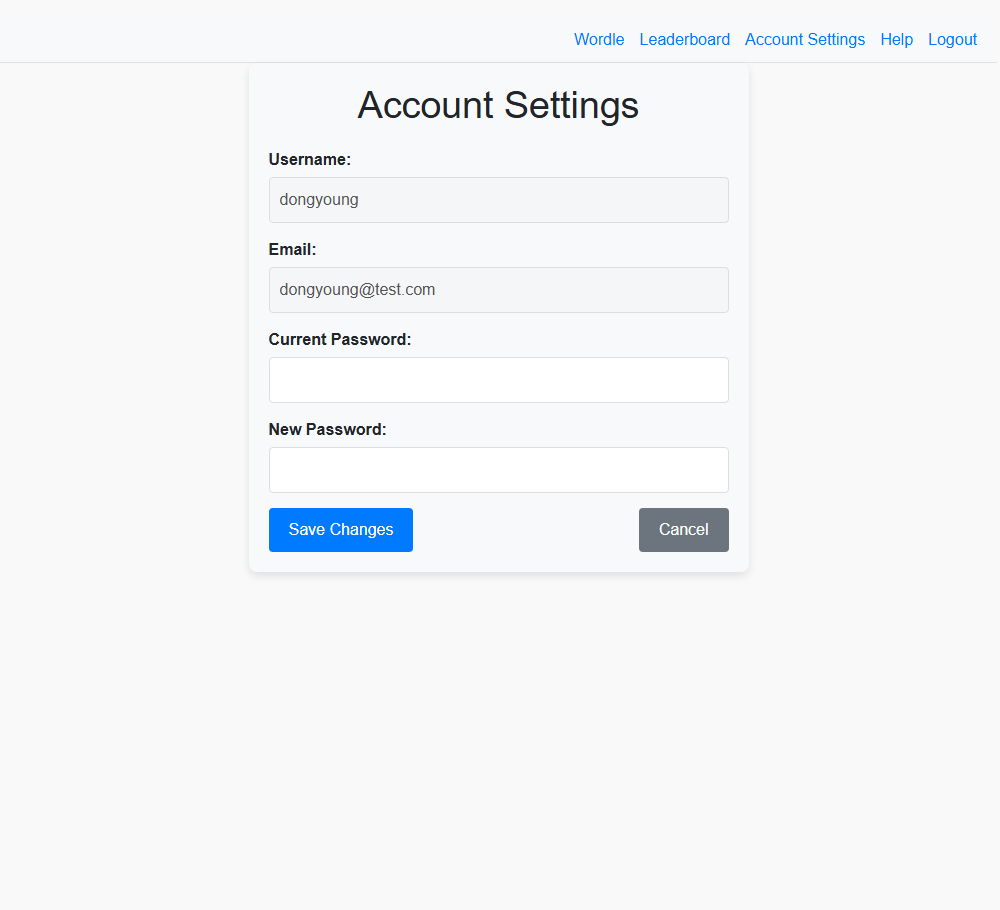 Wordle Leaderboard Account Settings Help Logout
Account Settings
Username:
dongyoung
Email:
dongyoung@test.com
Current Password:
New Password:
Save Changes Cancel